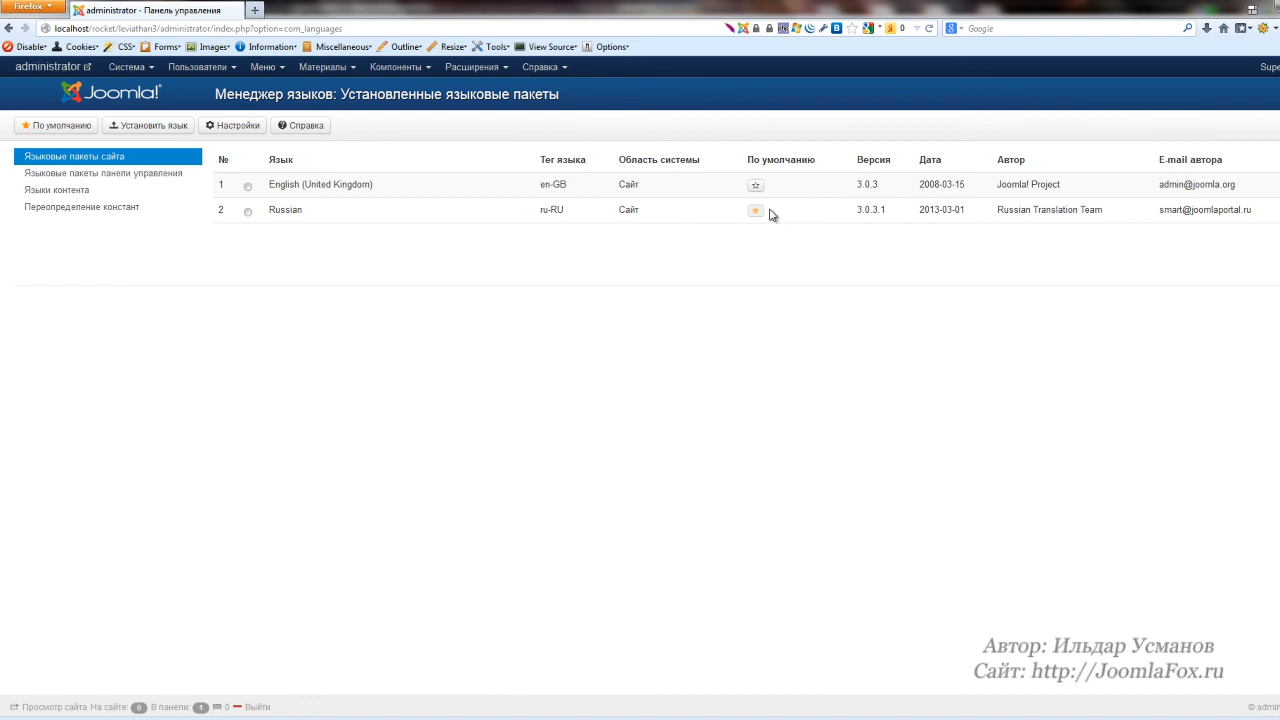 Firefox
administrator - Панель управления
localhost/rocket/leviathan3/administrator/index.php?option=com_languages
0
Google
Disable Cookies CSS Forms Images Information Miscellaneous Outline Resize Tools View Source Options
administrator Система Пользователи Меню Материалы Компоненты Расширения Справка Supe
Joomla! Менеджер языков: Установленные языковые пакеты
По умолчанию Установить язык Настройки Справка
Языковые пакеты сайта
Языковые пакеты панели управления
Языки контента
Переопределение констант
№ Язык Тег языка Область системы По умолчанию Версия Дата Автор E-mail автора
1 English (United Kingdom) en-GB Сайт 3.0.3 2008-03-15 Joomla! Project admin@joomla.org
2 Russian ru-RU Сайт 3.0.3.1 2013-03-01 Russian Translation Team smart@joomlaportal.ru
Автор: Ильдар Усманов
Сайт: http://JoomlaFox.ru
Просмотр сайта На сайте: 0 В панели: 1 0 Выйти
© admin